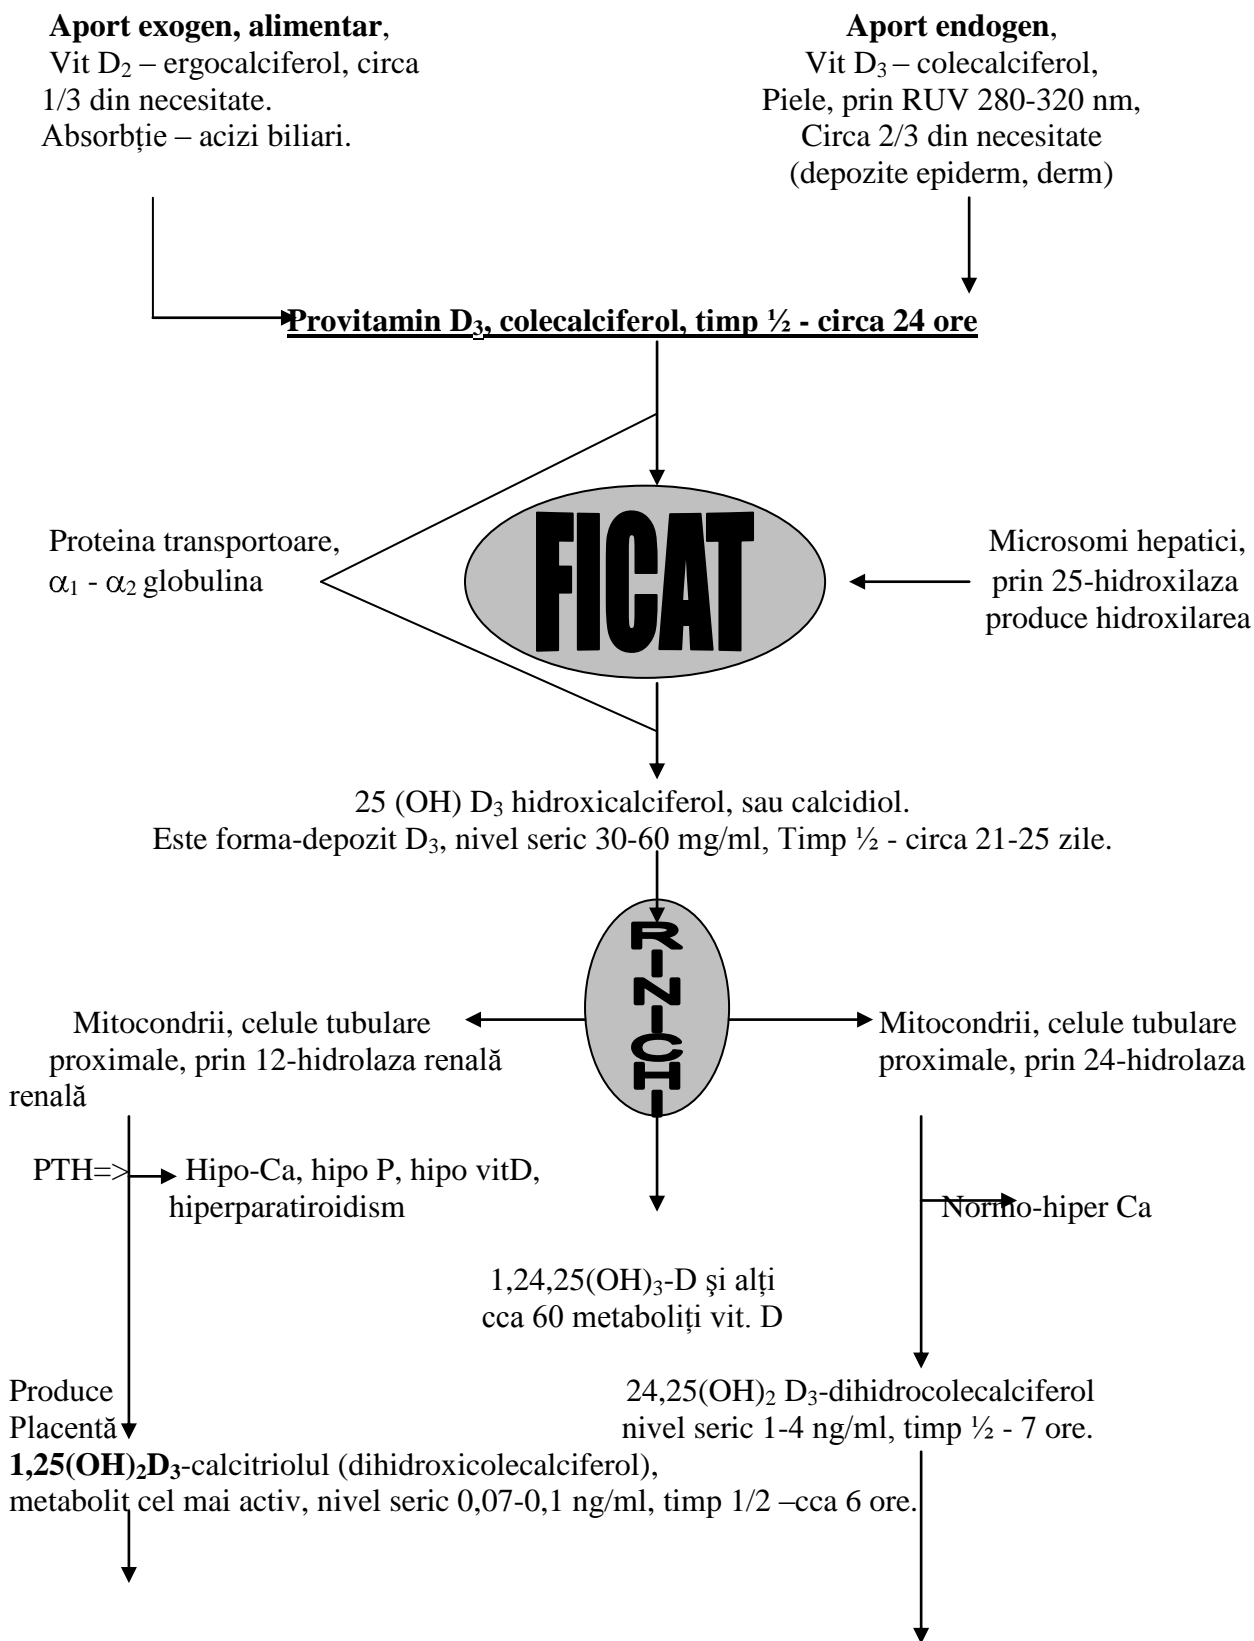 Aport exogen, alimentar,
Vit D₂ – ergocalciferol, circa
1/3 din necesitate.
Absorbție – acizi biliari.
Aport endogen,
Vit D₃ – colecalciferol,
Piele, prin RUV 280-320 nm,
Circa 2/3 din necesitate
(depozite epiderm, derm)
Provitamin D₃, colecalciferol, timp ½ - circa 24 ore
Proteina transportoare,
α₁ - α₂ globulina
FICAT
Microsomi hepatici,
prin 25-hidroxilaza
produce hidroxilarea
25 (OH) D₃ hidroxicalciferol, sau calcidiol.
Este forma-depozit D₃, nivel seric 30-60 mg/ml, Timp ½ - circa 21-25 zile.
RINICHI
Mitocondrii, celule tubulare
proximale, prin 12-hidrolaza renală
renală
Mitocondrii, celule tubulare
proximale, prin 24-hidrolaza
PTH=> Hipo-Ca, hipo P, hipo vitD,
hiperparatiroidism
Normo-hiper Ca
1,24,25(OH)₃-D şi alți
cca 60 metaboliți vit. D
Produce
Placentă
24,25(OH)₂ D₃-dihidrocolecalciferol
nivel seric 1-4 ng/ml, timp ½ - 7 ore.
1,25(OH)₂D₃-calcitriolul (dihidroxicolecalciferol),
metabolit cel mai activ, nivel seric 0,07-0,1 ng/ml, timp 1/2 –cca 6 ore.